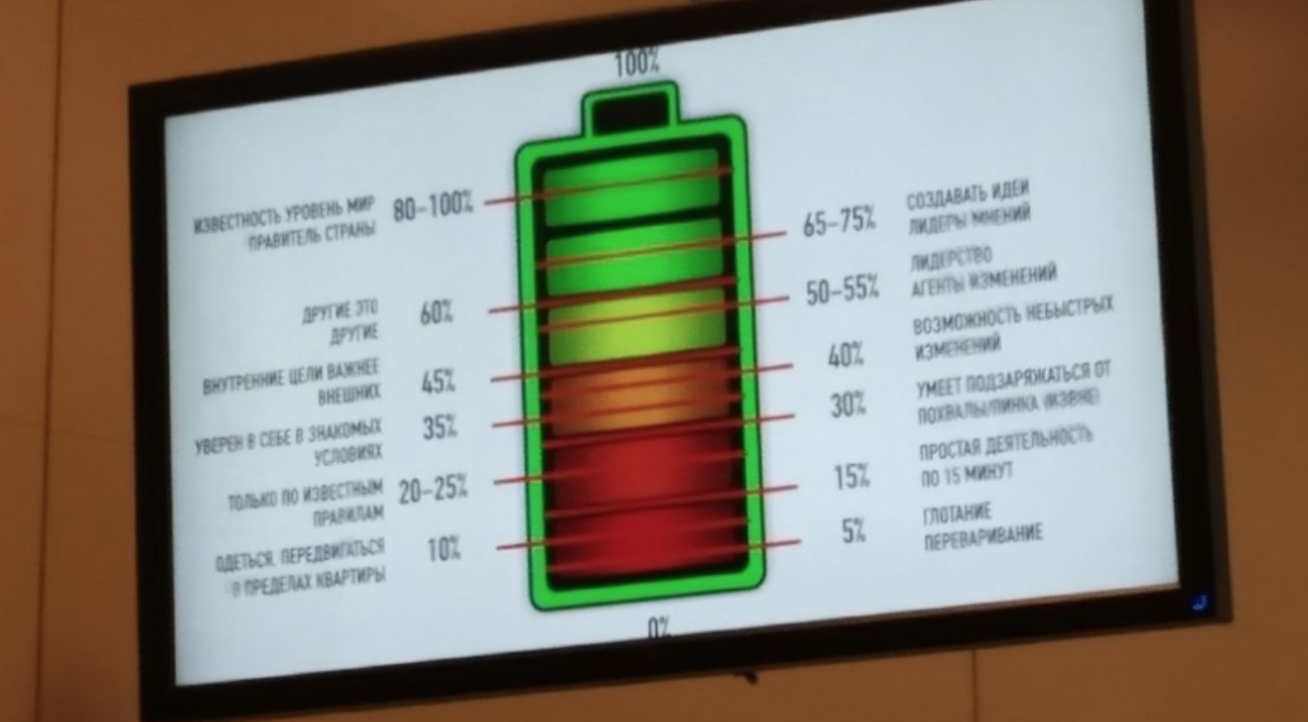 100%
ИЗВЕСТНОСТЬ УРОВЕНЬ МИР
ПРАВИТЕЛЬ СТРАНЫ
80–100%
65–75%
СОЗДАВАТЬ ИДЕИ
ЛИДЕРЫ МНЕНИЙ
ДРУГИЕ ЭТО
ДРУГИЕ
60%
50–55%
ЛИДЕРСТВО
АГЕНТЫ ИЗМЕНЕНИЙ
ВНУТРЕННИЕ ЦЕЛИ ВАЖНЕЕ
ВНЕШНИХ
45%
40%
ВОЗМОЖНОСТЬ НЕБЫСТРЫХ
ИЗМЕНЕНИЙ
УВЕРЕН В СЕБЕ В ЗНАКОМЫХ
УСЛОВИЯХ
35%
30%
УМЕЕТ ПОДЗАРЯЖАТЬСЯ ОТ
ПОХВАЛЫ/ПИНКА (ИЗВНЕ)
ТОЛЬКО ПО ИЗВЕСТНЫМ
ПРАВИЛАМ
20–25%
15%
ПРОСТАЯ ДЕЯТЕЛЬНОСТЬ
ПО 15 МИНУТ
ОДЕТЬСЯ, ПЕРЕДВИГАТЬСЯ
В ПРЕДЕЛАХ КВАРТИРЫ
10%
5%
ГЛОТАНИЕ
ПЕРЕВАРИВАНИЕ
0%